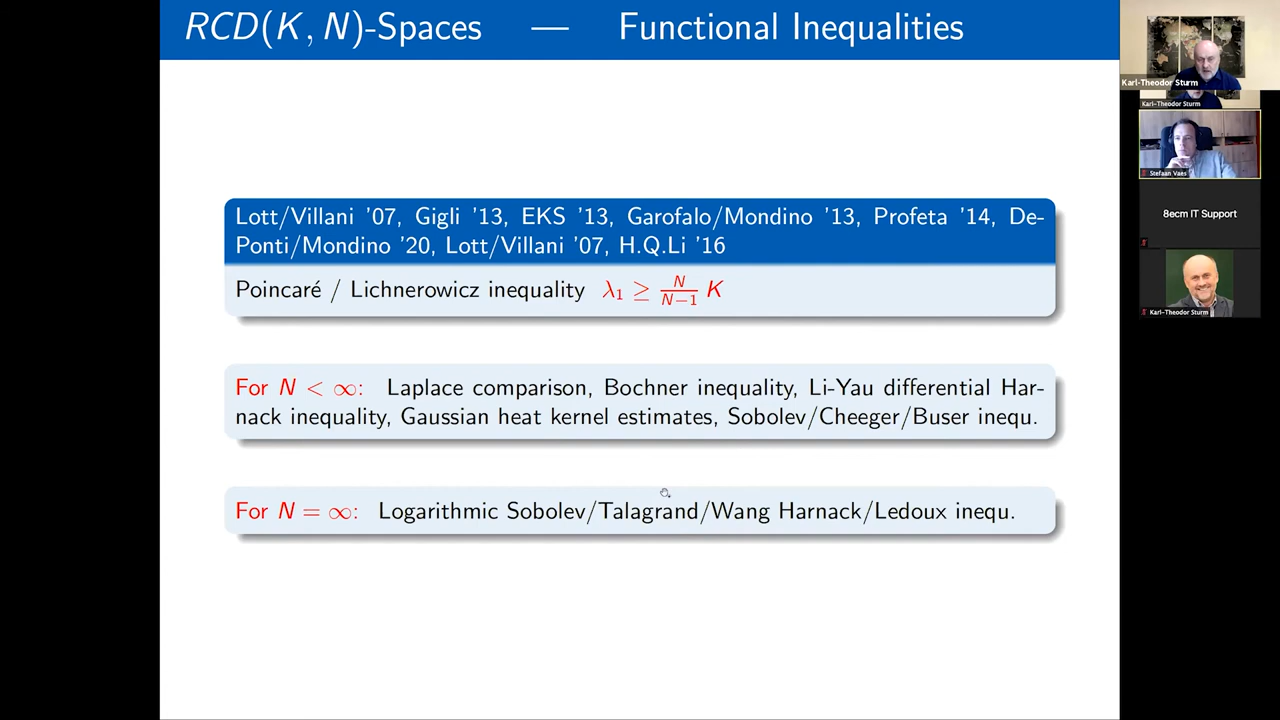 RCD(K, N)-Spaces — Functional Inequalities
Lott/Villani '07, Gigli '13, EKS '13, Garofalo/Mondino '13, Profeta '14, De-
Ponti/Mondino '20, Lott/Villani '07, H.Q.Li '16
Poincaré / Lichnerowicz inequality λ₁ ≥ N/(N−1) K
For N < ∞: Laplace comparison, Bochner inequality, Li-Yau differential Har-
nack inequality, Gaussian heat kernel estimates, Sobolev/Cheeger/Buser inequ.
For N = ∞: Logarithmic Sobolev/Talagrand/Wang Harnack/Ledoux inequ.
Karl-Theodor Sturm
Karl-Theodor Sturm
Stefaan Vaes
8ecm IT Support
Karl-Theodor Sturm